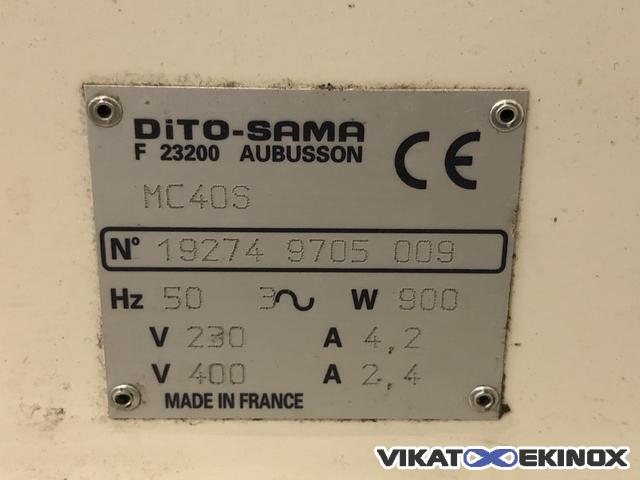 DiTO-SAMA
F 23200 AUBUSSON
CE
MC40S
N° 19274 9705 009
Hz 50 3~ W 900
V 230 A 4,2
V 400 A 2,4
MADE IN FRANCE
VIKAT EKINOX